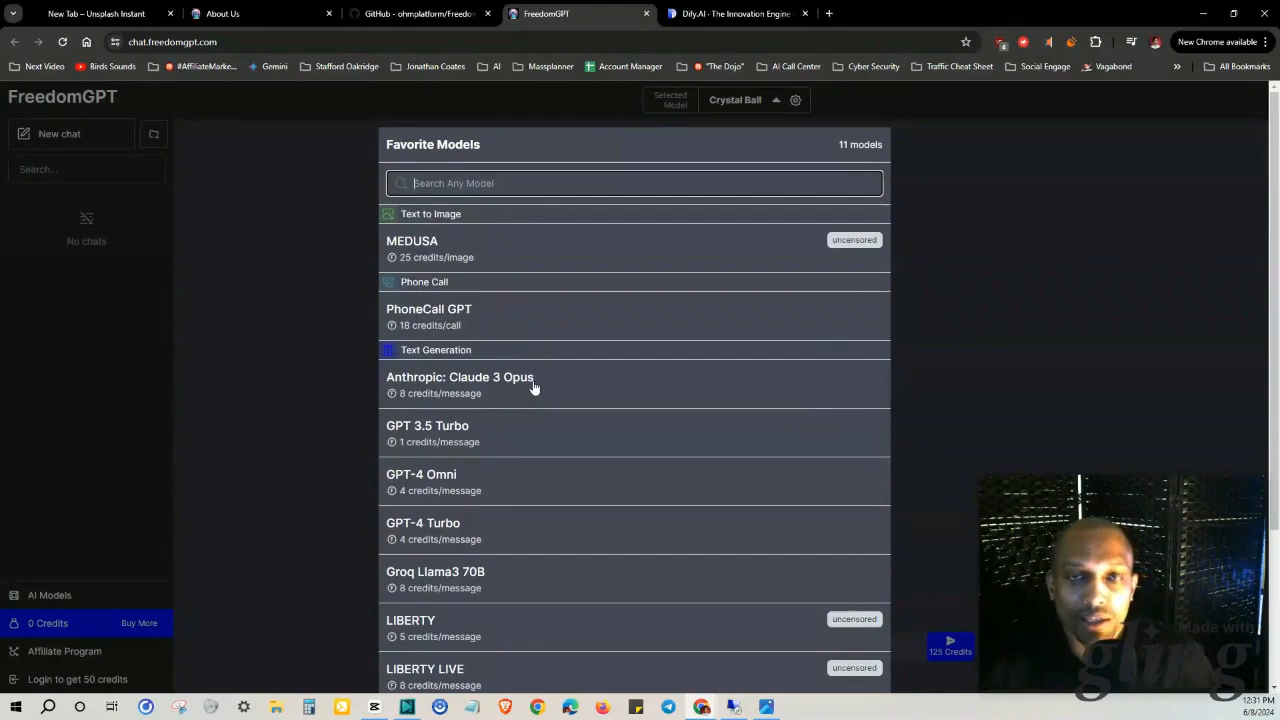 New Tab – Unsplash Instant
About Us
GitHub - ohmplatform/Freedo
FreedomGPT
Dify.AI · The Innovation Engine
chat.freedomgpt.com
New Chrome available
Next Video
Birds Sounds
#AffiliateMarke...
Gemini
Stafford Oakridge
Jonathan Coates
AI
Massplanner
Account Manager
"The Dojo"
AI Call Center
Cyber Security
Traffic Cheat Sheet
Social Engage
Vagabond
All Bookmarks
FreedomGPT
Selected
Model
Crystal Ball
New chat
Search...
No chats
Favorite Models
11 models
Search Any Model
Text to Image
MEDUSA
uncensored
25 credits/image
Phone Call
PhoneCall GPT
18 credits/call
Text Generation
Anthropic: Claude 3 Opus
8 credits/message
GPT 3.5 Turbo
1 credits/message
GPT-4 Omni
4 credits/message
GPT-4 Turbo
4 credits/message
Groq Llama3 70B
8 credits/message
LIBERTY
uncensored
5 credits/message
LIBERTY LIVE
uncensored
8 credits/message
AI Models
0 Credits
Buy More
Affiliate Program
Login to get 50 credits
125 Credits
Made with
gling
12:31 PM
6/8/2024